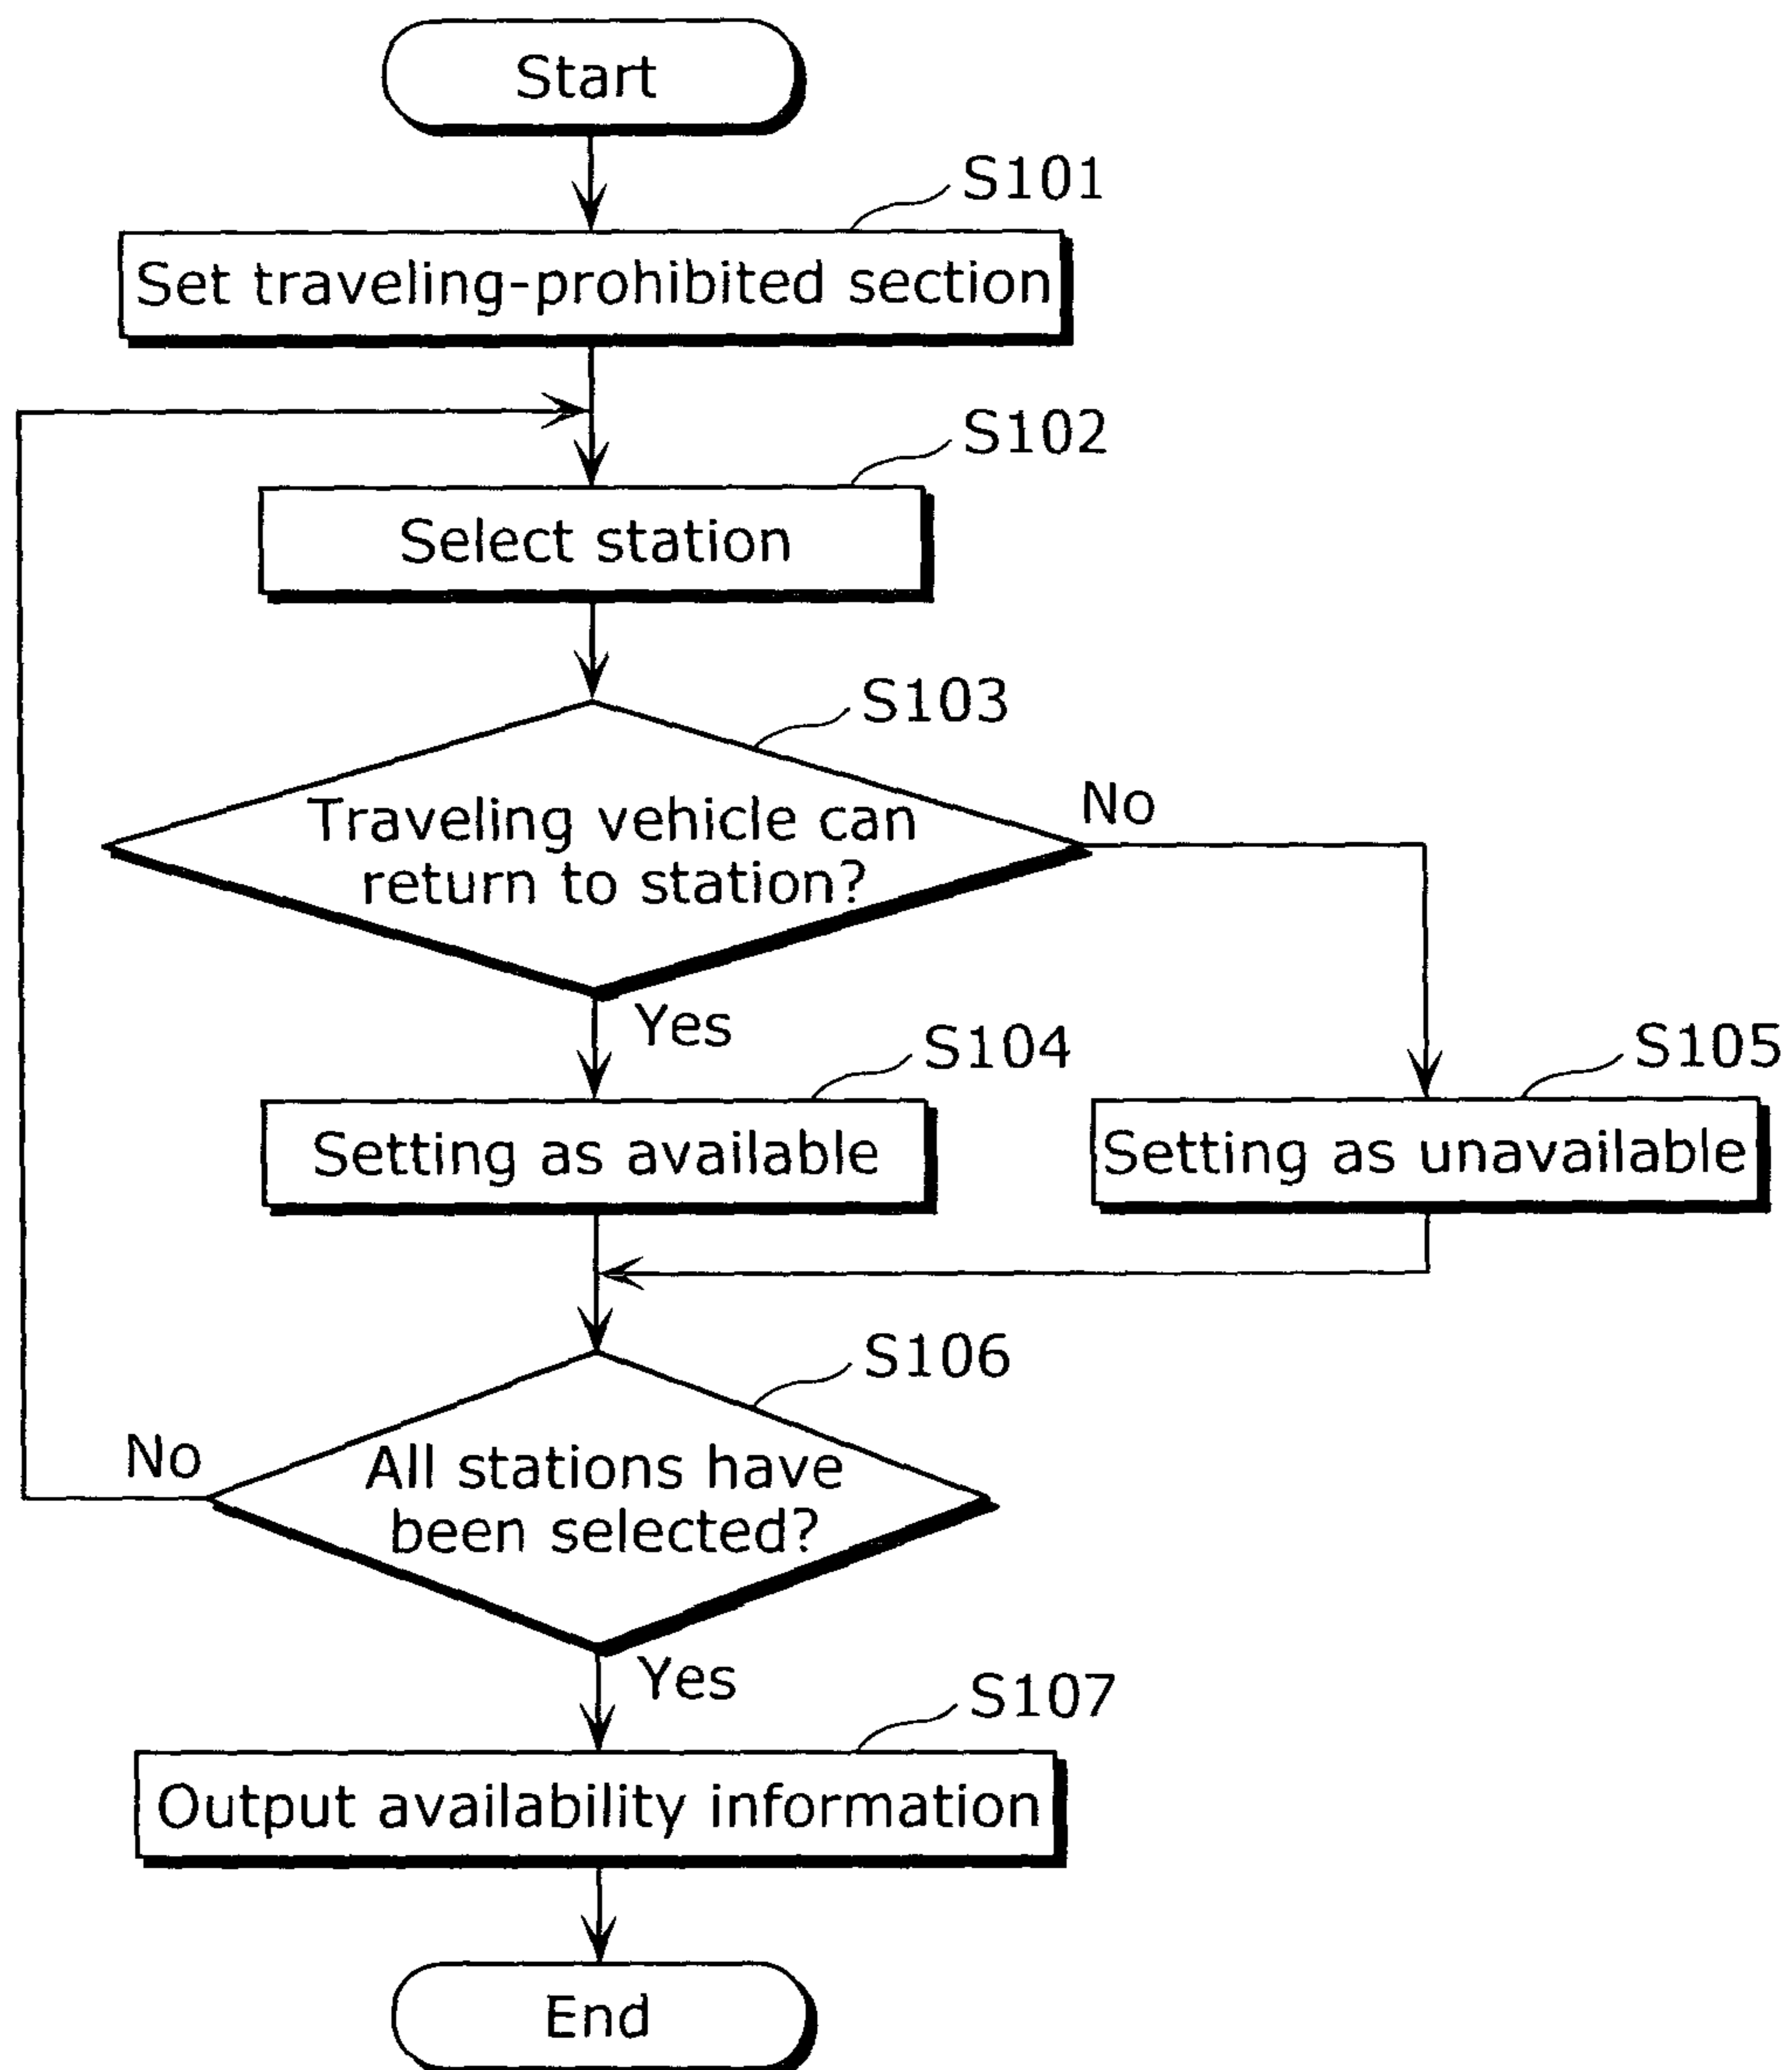 Start
S101
Set traveling-prohibited section
S102
Select station
S103
Traveling vehicle can
return to station?
No
Yes
S104
S105
Setting as available
Setting as unavailable
S106
All stations have
been selected?
No
Yes
S107
Output availability information
End